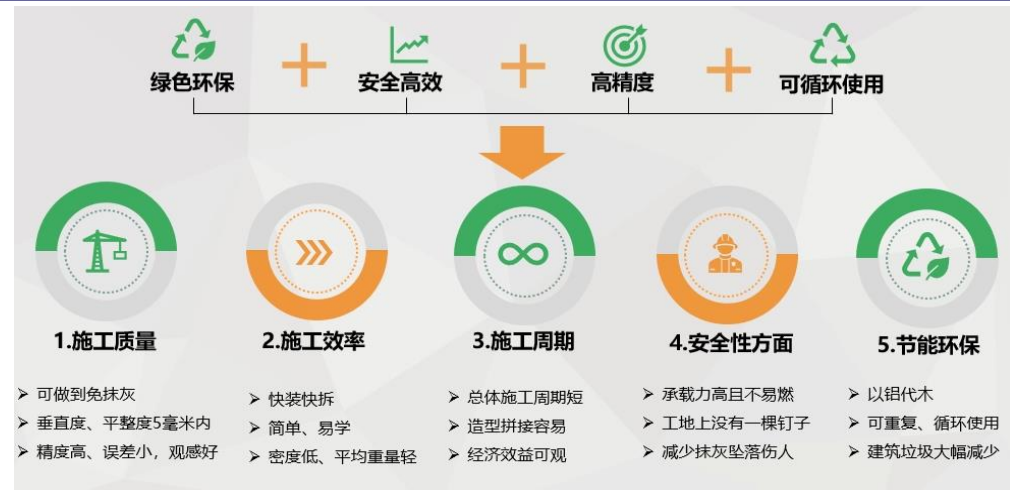 绿色环保
安全高效
高精度
可循环使用
1.施工质量
可做到免抹灰
垂直度、平整度5毫米内
精度高、误差小，观感好
2.施工效率
快装快拆
简单、易学
密度低、平均重量轻
3.施工周期
总体施工周期短
造型拼接容易
经济效益可观
4.安全性方面
承载力高且不易燃
工地上没有一棵钉子
减少抹灰坠落伤人
5.节能环保
以铝代木
可重复、循环使用
建筑垃圾大幅减少